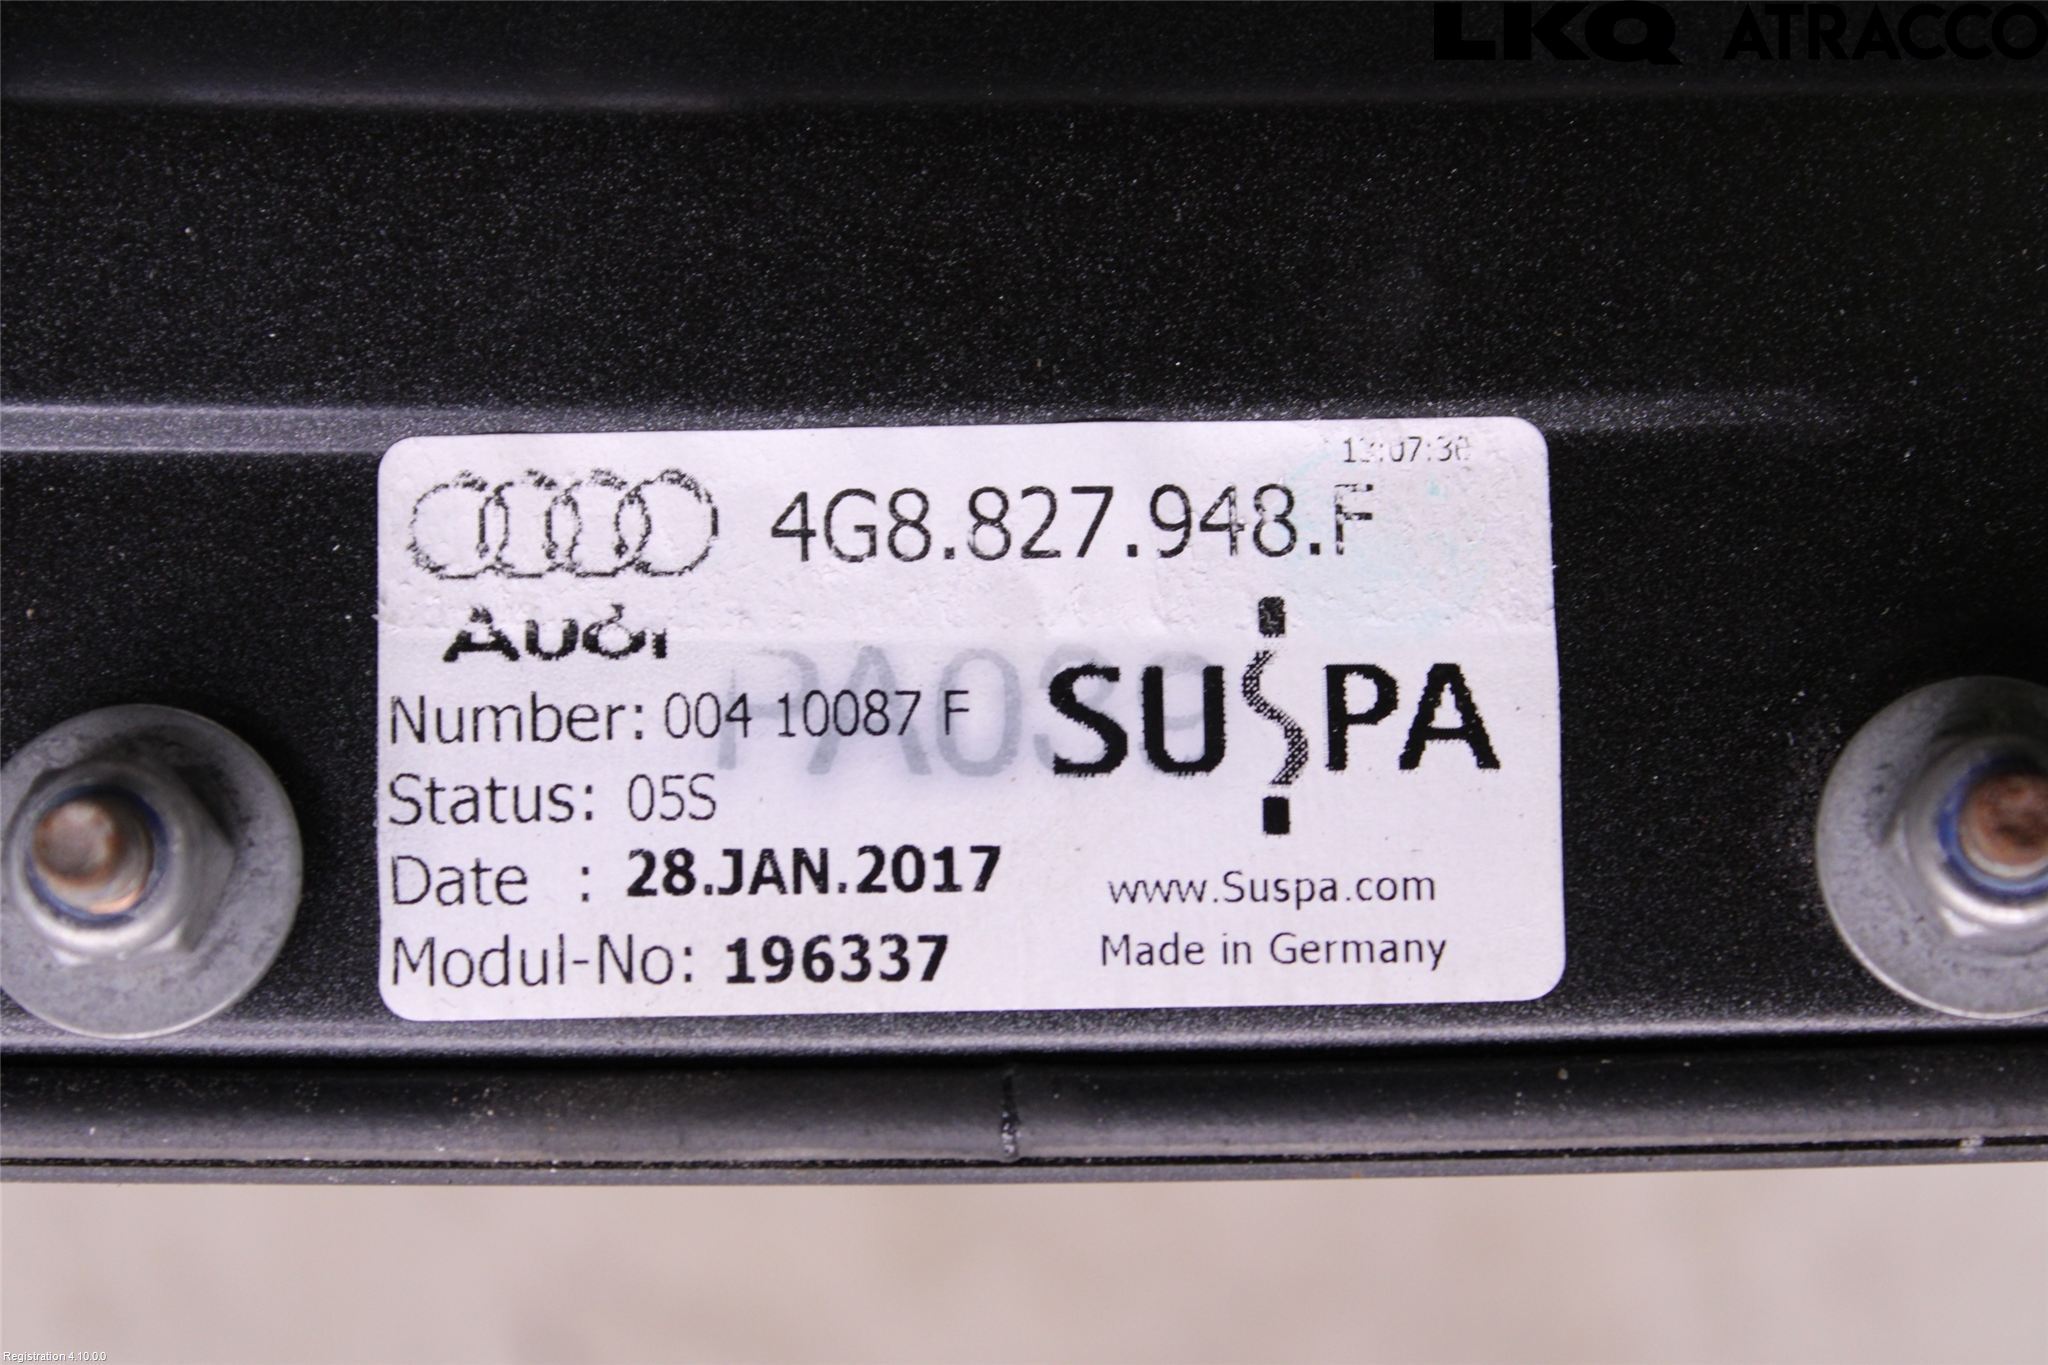 LKQ ATRACCO
13:07:38
4G8.827.948.F
Audi
SUSPA
Number: 004 10087 F
Status: 05S
Date : 28.JAN.2017
www.Suspa.com
Modul-No: 196337
Made in Germany
Registration 4.10.0.0